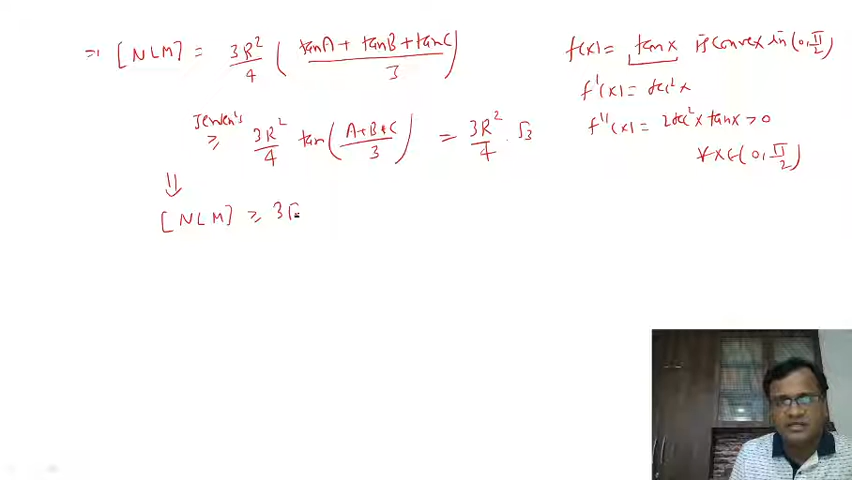 ⇒ [NLM] = 3R²/4 ( (tanA + tanB + tanC)/3 )
f(x) = tanx is convex in (0, π/2)
f'(x) = sec²x
Jensen's
≥ 3R²/4 tan( (A+B+C)/3 ) = 3R²/4 · √3
f''(x) = 2sec²x tanx > 0
∀ x ∈ (0, π/2)
⇓
[NLM] ≥ 3√